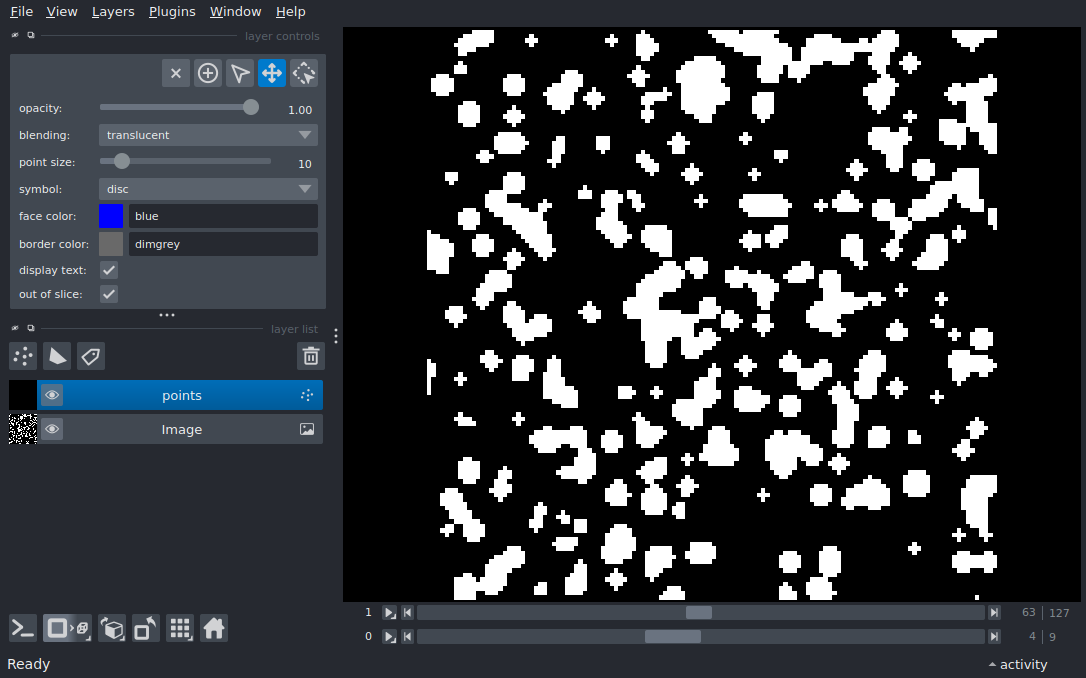 File View Layers Plugins Window Help
layer controls
opacity: 1.00
blending: translucent
point size: 10
symbol: disc
face color: blue
border color: dimgrey
display text:
out of slice:
layer list
points
Image
1 63 127
0 4 9
Ready
activity